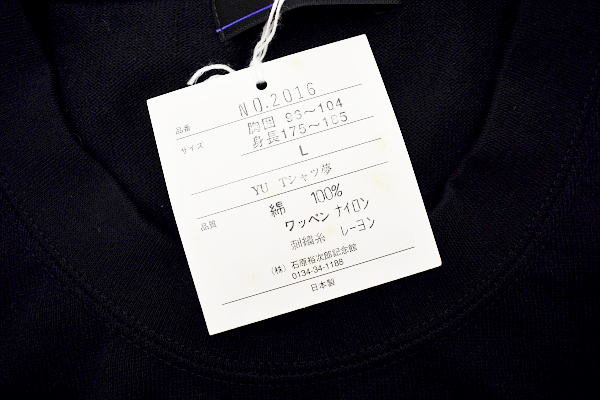 品番 NO.2016
サイズ 胸囲 96〜104
身長175〜185
L
YU Tシャツ夢
品質 綿 100%
ワッペン ナイロン
刺繍糸 レーヨン
(株) 石原裕次郎記念館
0134-34-1188
日本製